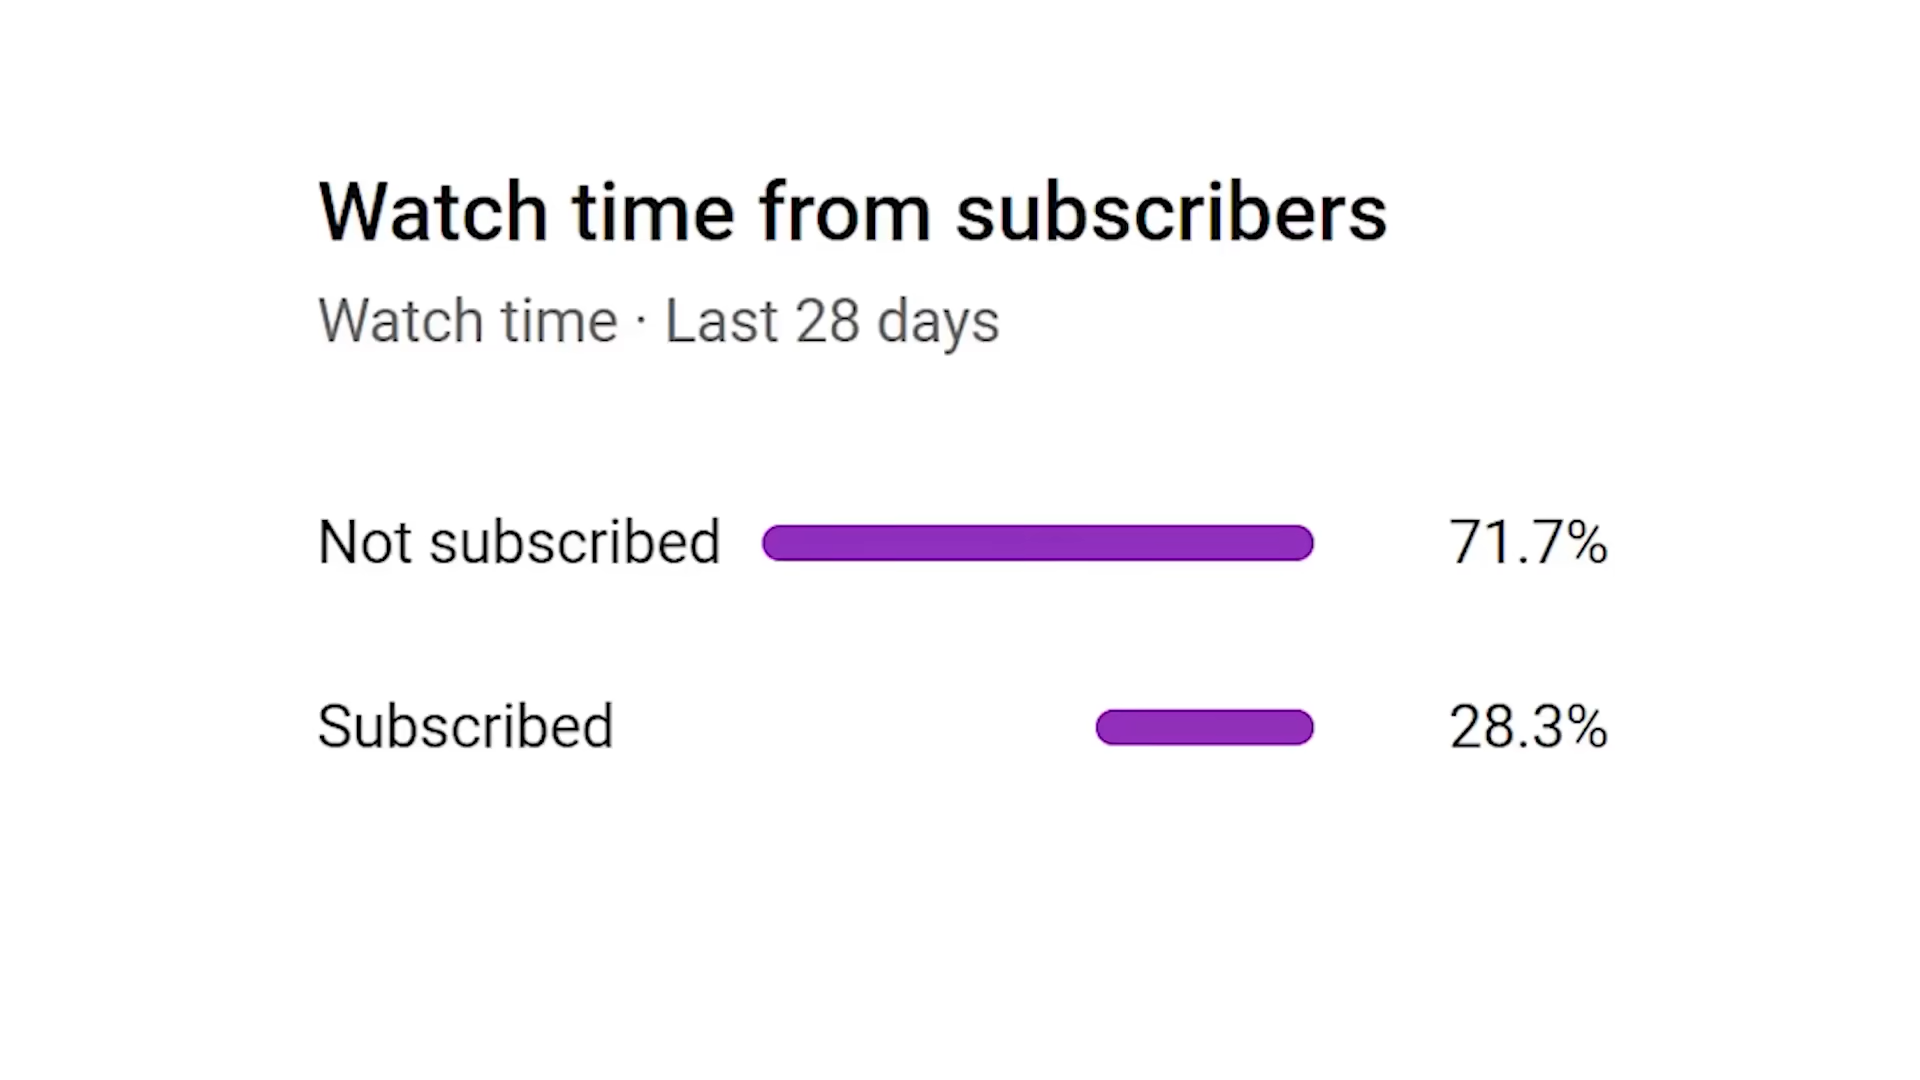 Watch time from subscribers
Watch time · Last 28 days
Not subscribed 71.7%
Subscribed 28.3%